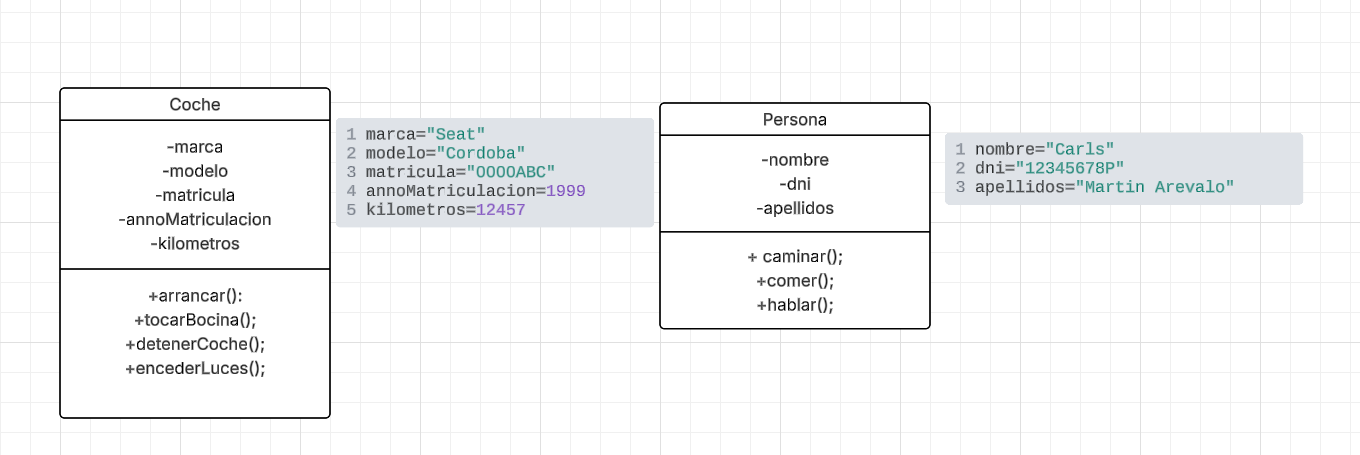 Coche
-marca
-modelo
-matricula
-annoMatriculacion
-kilometros
+arrancar():
+tocarBocina();
+detenerCoche();
+encederLuces();
1 marca="Seat"
2 modelo="Cordoba"
3 matricula="OOOOABC"
4 annoMatriculacion=1999
5 kilometros=12457
Persona
-nombre
-dni
-apellidos
+ caminar();
+comer();
+hablar();
1 nombre="Carls"
2 dni="12345678P"
3 apellidos="Martin Arevalo"